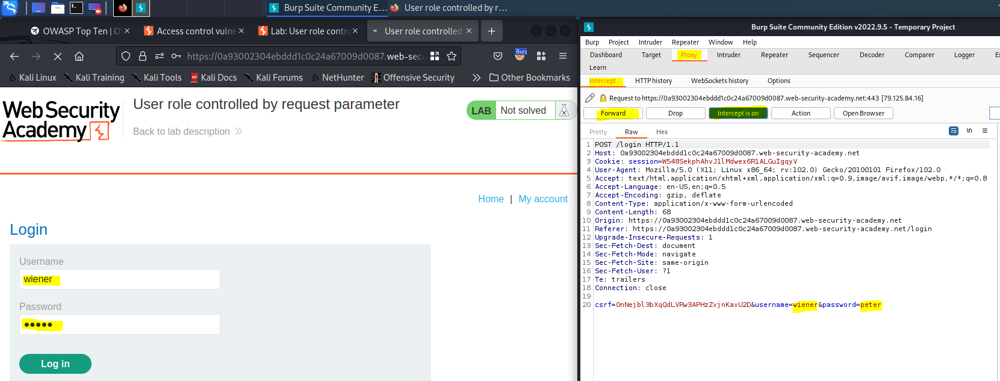 Burp Suite Community E...
User role controlled by r...
OWASP Top Ten | O
Access control vulne
Lab: User role contro
User role controlled
https://0a93002304ebddd1c0c24a67009d0087.web-sec
Burp
Kali Linux
Kali Training
Kali Tools
Kali Docs
Kali Forums
NetHunter
Offensive Security
Other Bookmarks
WebSecurity
Academy
User role controlled by request parameter
Back to lab description
LAB
Not solved
Home | My account
Login
Username
wiener
Password
●●●●●
Log in
Burp Suite Community Edition v2022.9.5 - Temporary Project
Burp Project Intruder Repeater Window Help
Dashboard Target Proxy Intruder Repeater Sequencer Decoder Comparer Logger
Learn
Intercept HTTP history WebSockets history Options
Request to https://0a93002304ebddd1c0c24a67009d0087.web-security-academy.net:443 [79.125.84.16]
Forward Drop Intercept is on Action Open Browser
Pretty Raw Hex \n
1 POST /login HTTP/1.1
2 Host: 0a93002304ebddd1c0c24a67009d0087.web-security-academy.net
3 Cookie: session=W548SekphAhvJ1lMdwex6R1ALGuIgqyV
4 User-Agent: Mozilla/5.0 (X11; Linux x86_64; rv:102.0) Gecko/20100101 Firefox/102.0
5 Accept: text/html,application/xhtml+xml,application/xml;q=0.9,image/avif,image/webp,*/*;q=0.8
6 Accept-Language: en-US,en;q=0.5
7 Accept-Encoding: gzip, deflate
8 Content-Type: application/x-www-form-urlencoded
9 Content-Length: 68
10 Origin: https://0a93002304ebddd1c0c24a67009d0087.web-security-academy.net
11 Referer: https://0a93002304ebddd1c0c24a67009d0087.web-security-academy.net/login
12 Upgrade-Insecure-Requests: 1
13 Sec-Fetch-Dest: document
14 Sec-Fetch-Mode: navigate
15 Sec-Fetch-Site: same-origin
16 Sec-Fetch-User: ?1
17 Te: trailers
18 Connection: close
19
20 csrf=OnNejbl3bXqQdLVRw3APHzZvjnKavU2D&username=wiener&password=peter